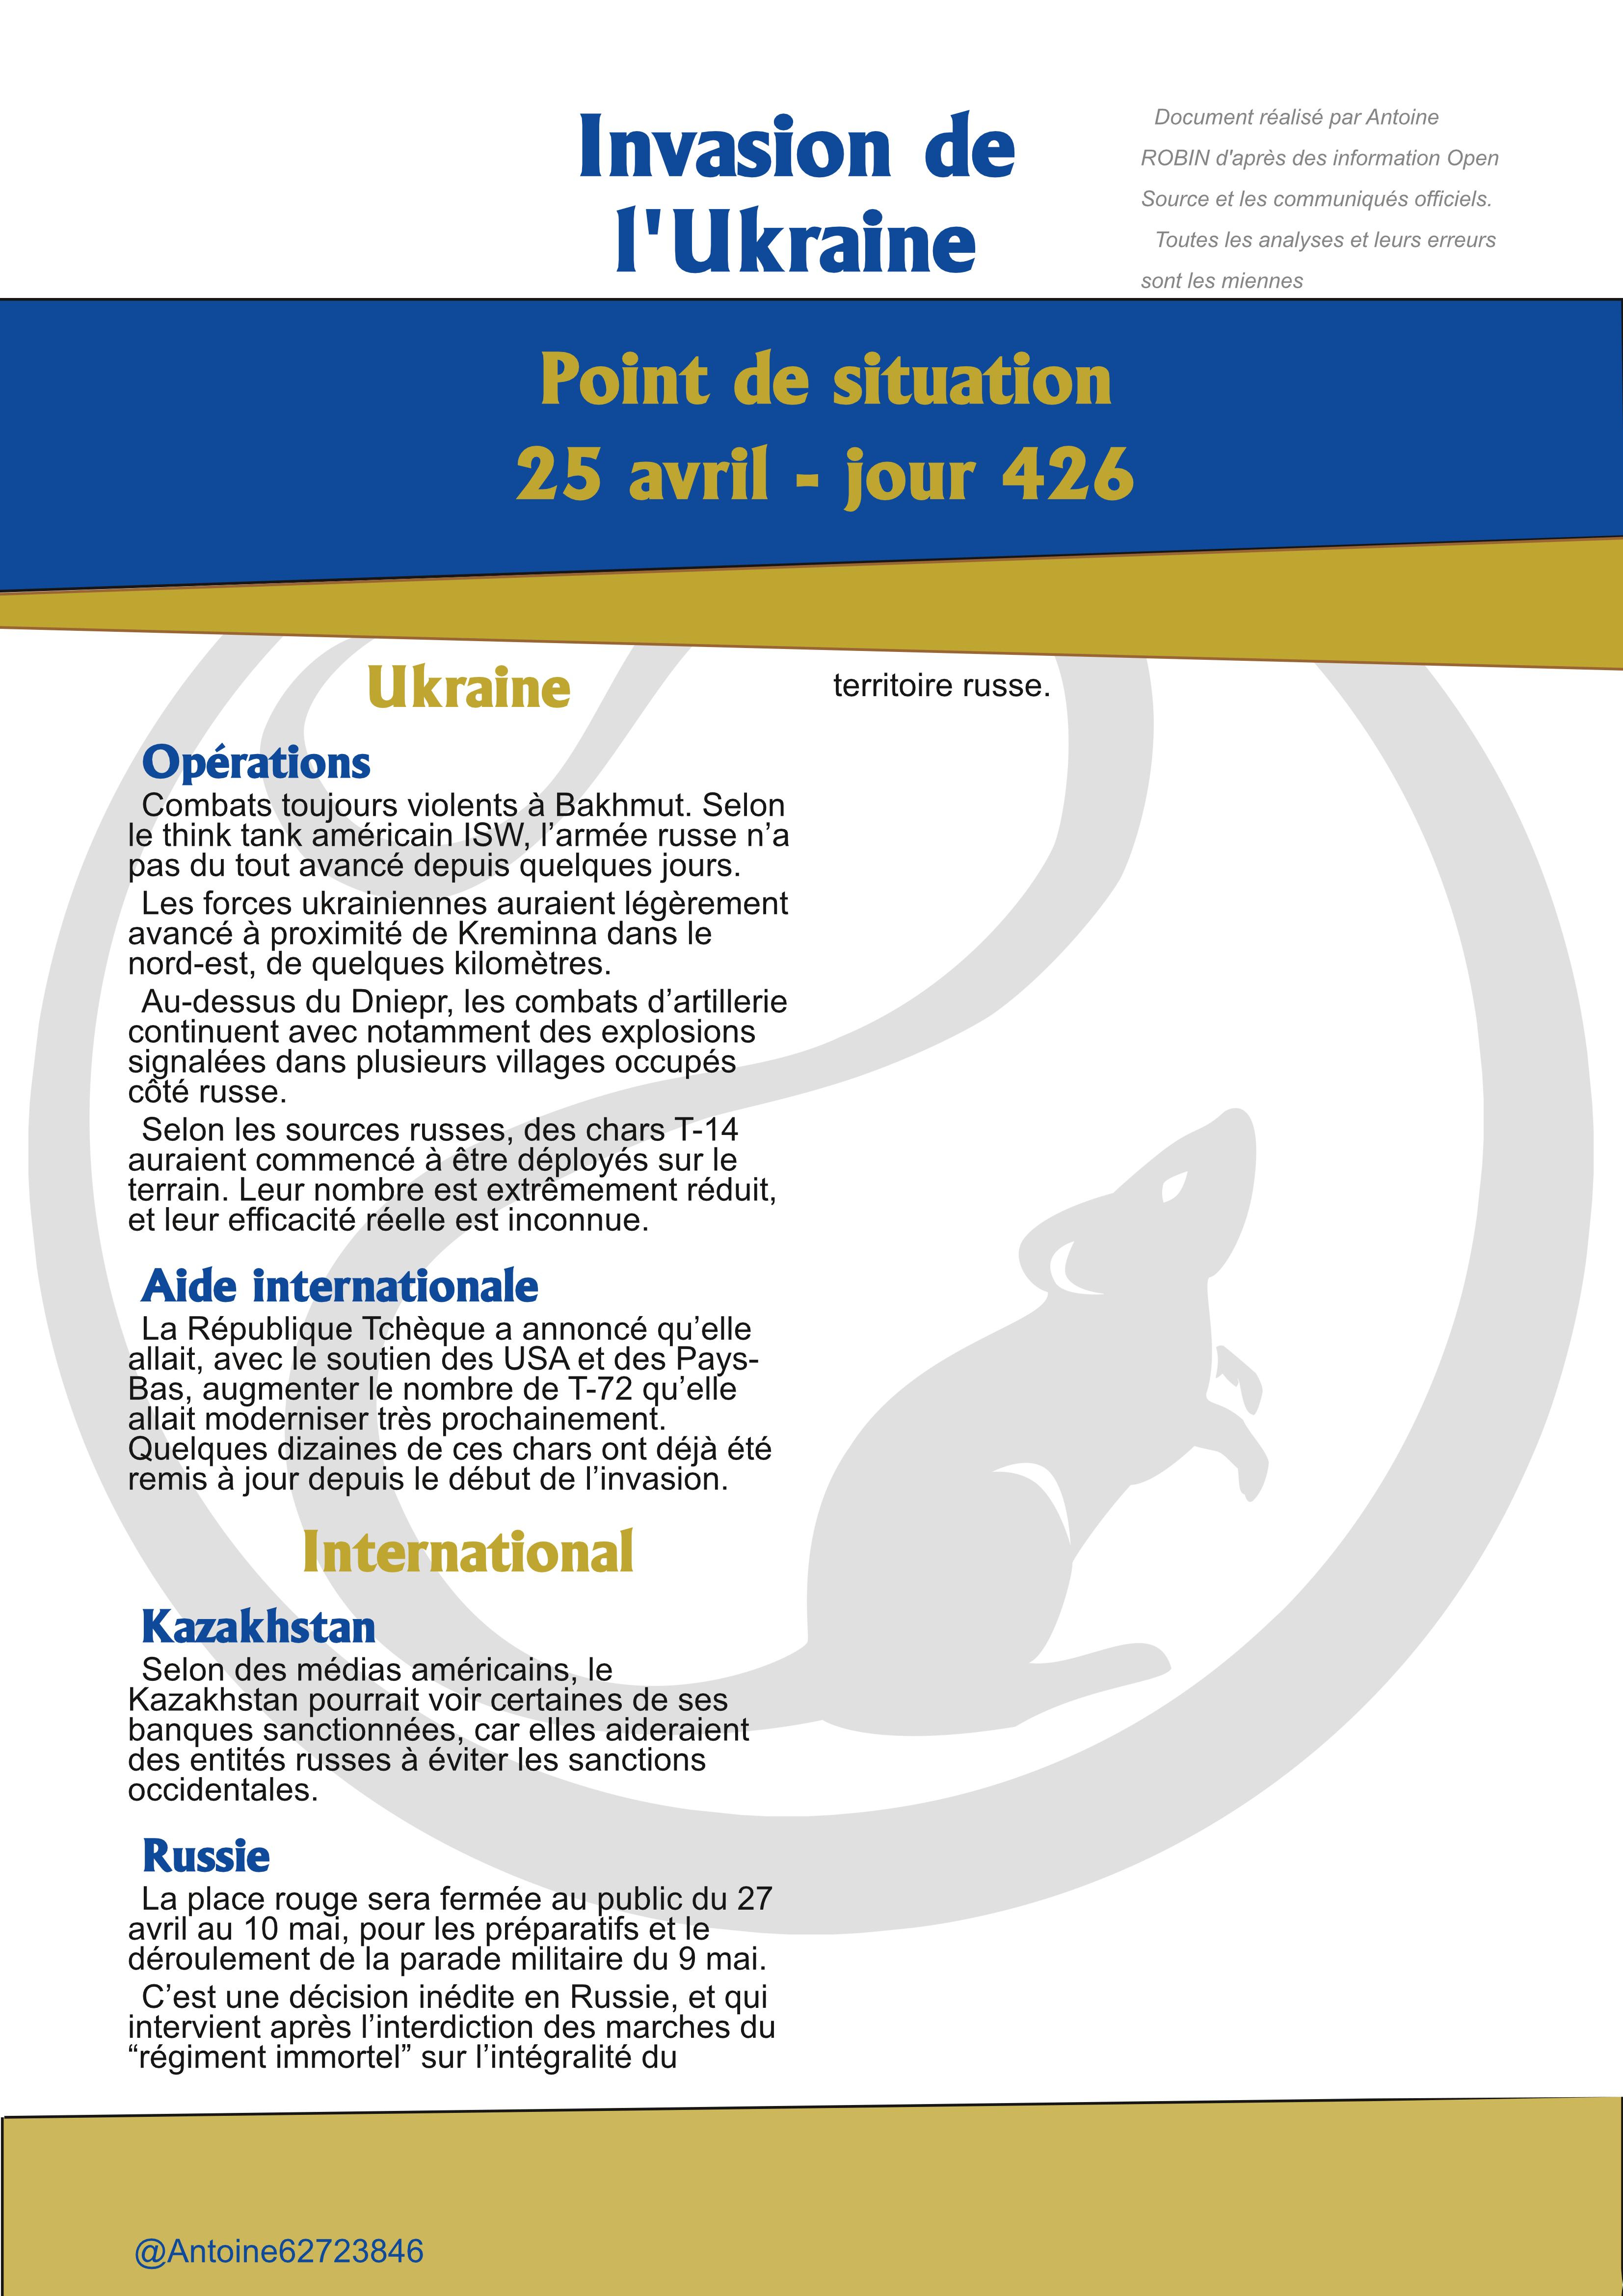 Invasion de
l'Ukraine
Document réalisé par Antoine
ROBIN d'après des information Open
Source et les communiqués officiels.
Toutes les analyses et leurs erreurs
sont les miennes
Point de situation
25 avril - jour 426
Ukraine
Opérations
Combats toujours violents à Bakhmut. Selon
le think tank américain ISW, l’armée russe n’a
pas du tout avancé depuis quelques jours.
Les forces ukrainiennes auraient légèrement
avancé à proximité de Kreminna dans le
nord-est, de quelques kilomètres.
Au-dessus du Dniepr, les combats d’artillerie
continuent avec notamment des explosions
signalées dans plusieurs villages occupés
côté russe.
Selon les sources russes, des chars T-14
auraient commencé à être déployés sur le
terrain. Leur nombre est extrêmement réduit,
et leur efficacité réelle est inconnue.
Aide internationale
La République Tchèque a annoncé qu’elle
allait, avec le soutien des USA et des Pays-
Bas, augmenter le nombre de T-72 qu’elle
allait moderniser très prochainement.
Quelques dizaines de ces chars ont déjà été
remis à jour depuis le début de l’invasion.
International
Kazakhstan
Selon des médias américains, le
Kazakhstan pourrait voir certaines de ses
banques sanctionnées, car elles aideraient
des entités russes à éviter les sanctions
occidentales.
Russie
La place rouge sera fermée au public du 27
avril au 10 mai, pour les préparatifs et le
déroulement de la parade militaire du 9 mai.
C’est une décision inédite en Russie, et qui
intervient après l’interdiction des marches du
“régiment immortel” sur l’intégralité du
territoire russe.
@Antoine62723846